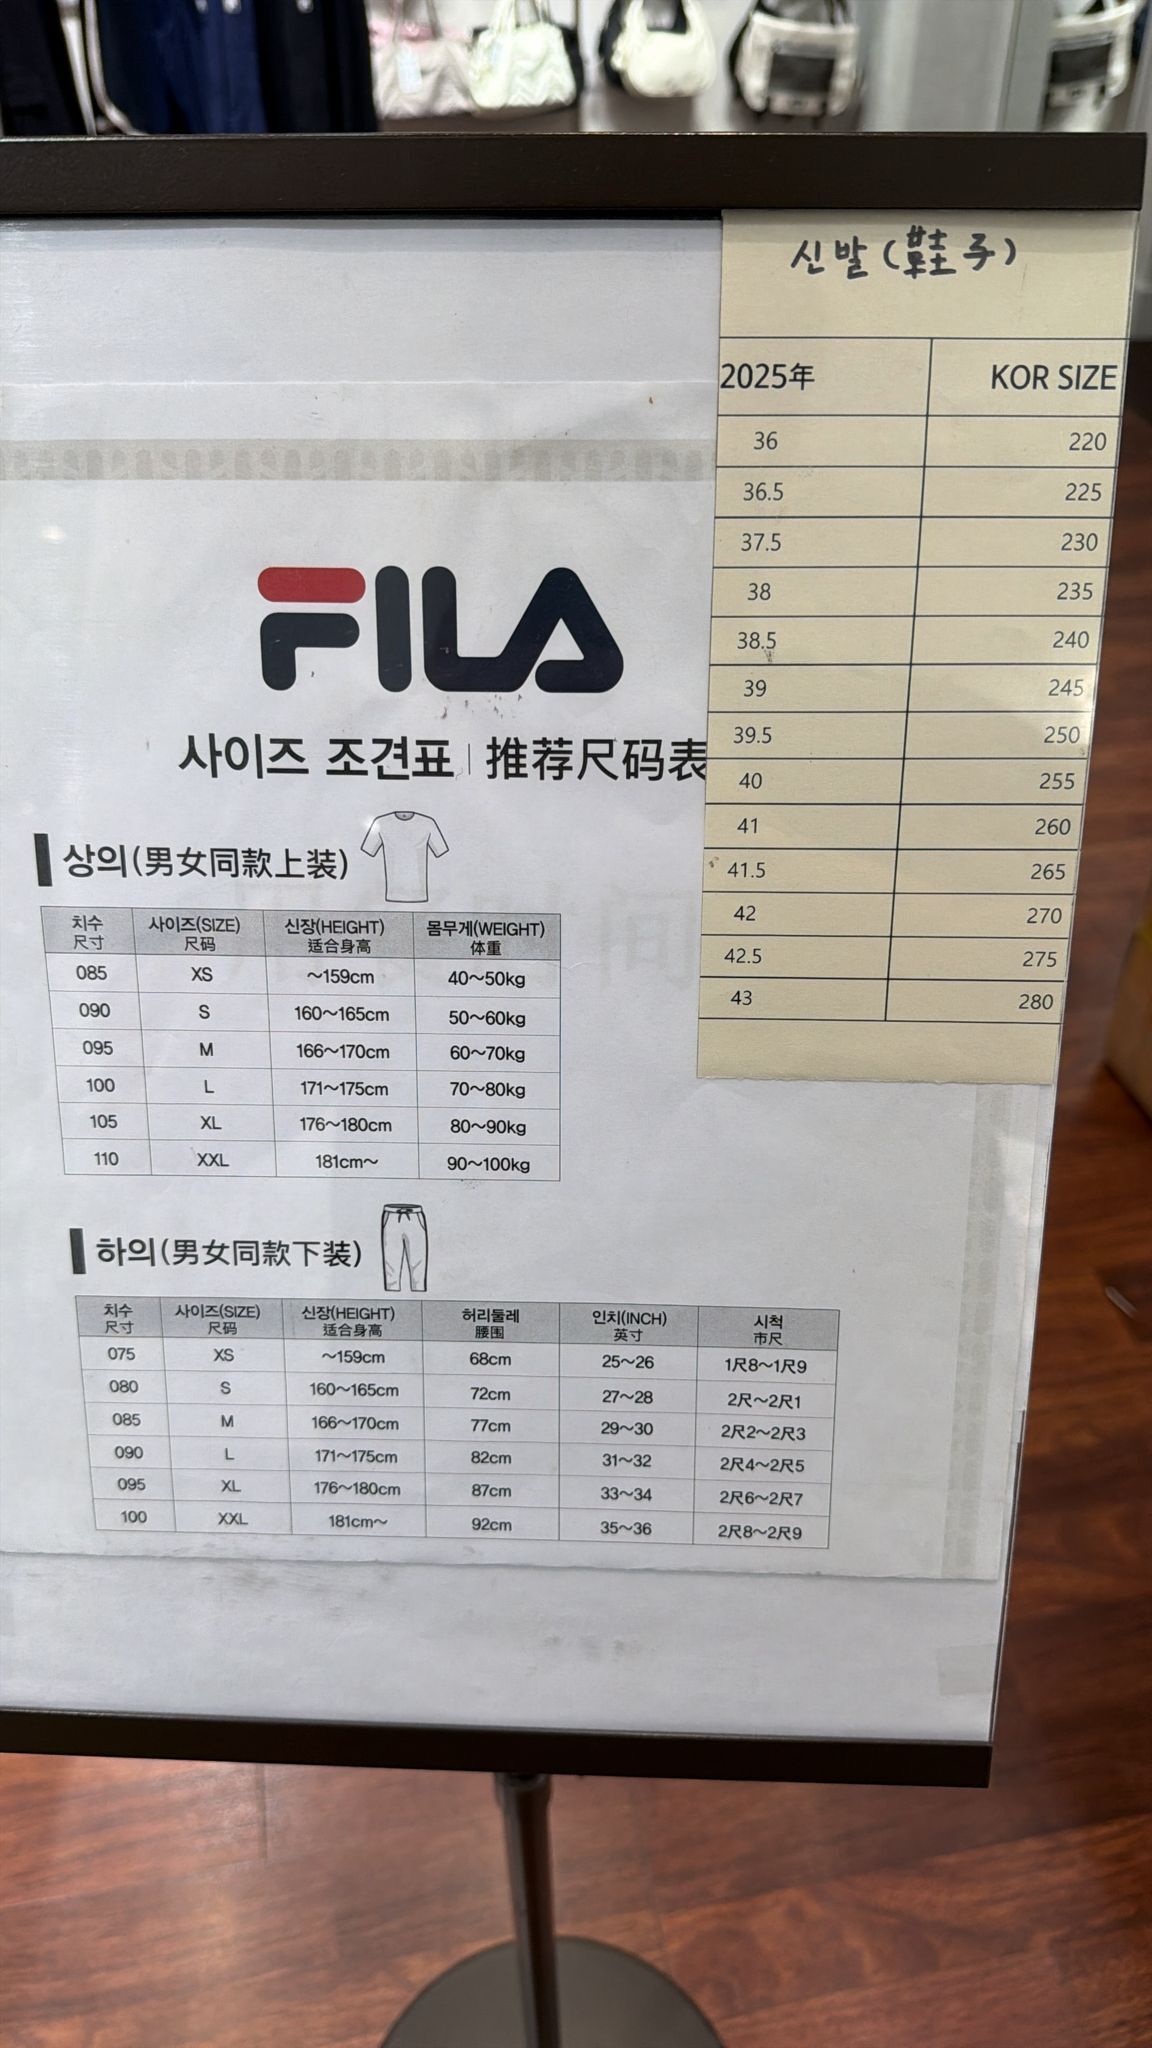 신발(鞋子)
2025年 KOR SIZE
36 220
36.5 225
37.5 230
38 235
38.5 240
39 245
39.5 250
40 255
41 260
41.5 265
42 270
42.5 275
43 280
FILA
사이즈 조견표 | 推荐尺码表
상의(男女同款上装)
치수 사이즈(SIZE) 신장(HEIGHT) 몸무게(WEIGHT)
尺寸 尺码 适合身高 体重
085 XS ～159cm 40～50kg
090 S 160～165cm 50～60kg
095 M 166～170cm 60～70kg
100 L 171～175cm 70～80kg
105 XL 176～180cm 80～90kg
110 XXL 181cm～ 90～100kg
하의(男女同款下装)
치수 사이즈(SIZE) 신장(HEIGHT) 허리둘레 인치(INCH) 시척
尺寸 尺码 适合身高 腰围 英寸 市尺
075 XS ～159cm 68cm 25～26 1尺8～1尺9
080 S 160～165cm 72cm 27～28 2尺～2尺1
085 M 166～170cm 77cm 29～30 2尺2～2尺3
090 L 171～175cm 82cm 31～32 2尺4～2尺5
095 XL 176～180cm 87cm 33～34 2尺6～2尺7
100 XXL 181cm～ 92cm 35～36 2尺8～2尺9